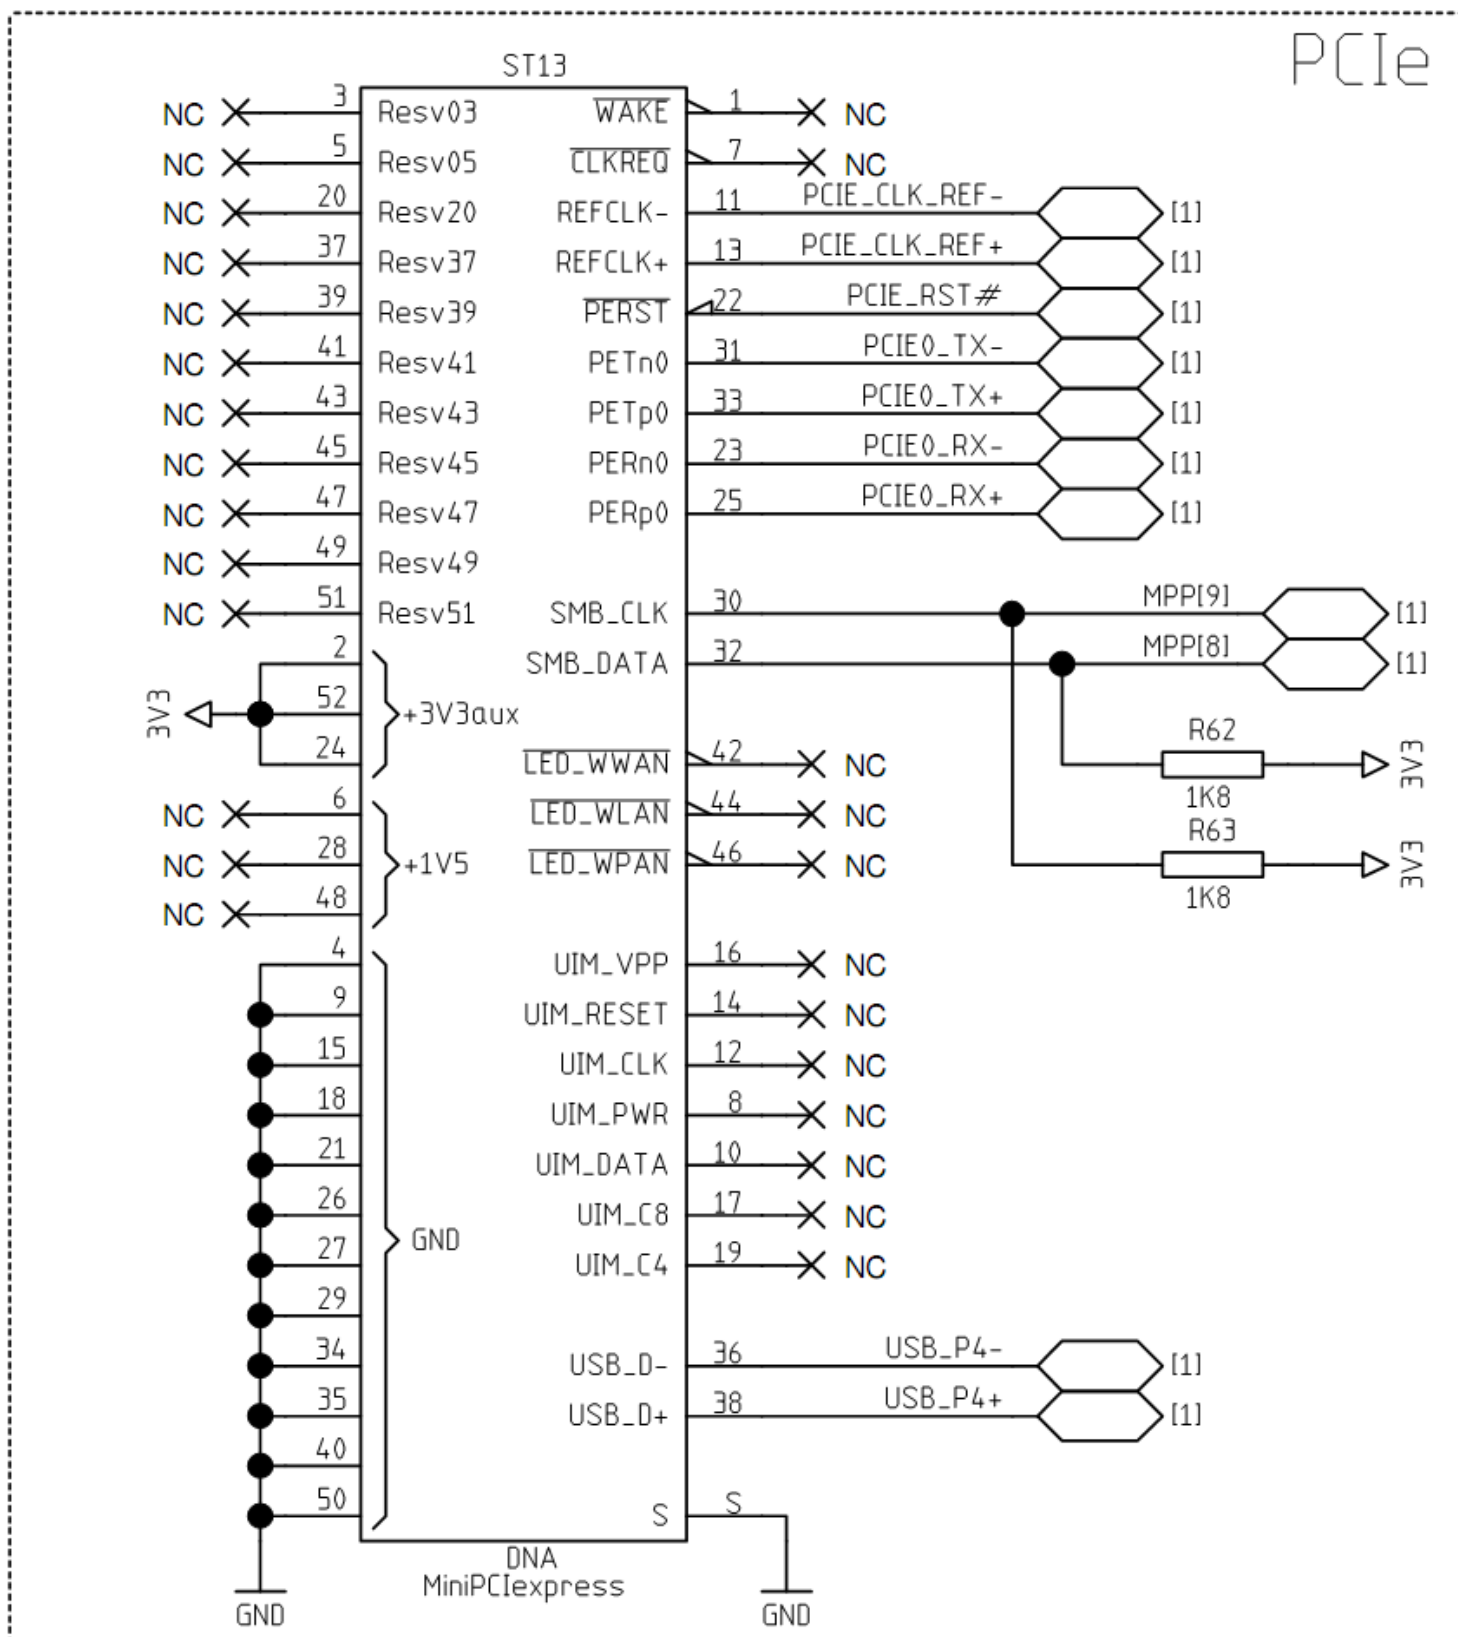 PCIe
ST13
NC 3 Resv03 WAKE 1 NC
NC 5 Resv05 CLKREQ 7 NC
NC 20 Resv20 REFCLK- 11 PCIE_CLK_REF- [1]
NC 37 Resv37 REFCLK+ 13 PCIE_CLK_REF+ [1]
NC 39 Resv39 PERST 22 PCIE_RST# [1]
NC 41 Resv41 PETn0 31 PCIE0_TX- [1]
NC 43 Resv43 PETp0 33 PCIE0_TX+ [1]
NC 45 Resv45 PERn0 23 PCIE0_RX- [1]
NC 47 Resv47 PERp0 25 PCIE0_RX+ [1]
NC 49 Resv49
NC 51 Resv51 SMB_CLK 30 MPP[9] [1]
2 SMB_DATA 32 MPP[8] [1]
3V3 52 +3V3aux
R62
24 LED_WWAN 42 NC 3V3
1K8
NC 6 LED_WLAN 44 NC
R63
NC 28 +1V5 LED_WPAN 46 NC 3V3
1K8
NC 48
4 UIM_VPP 16 NC
9 UIM_RESET 14 NC
15 UIM_CLK 12 NC
18 UIM_PWR 8 NC
21 UIM_DATA 10 NC
26 UIM_C8 17 NC
GND
27 UIM_C4 19 NC
29
34 USB_D- 36 USB_P4- [1]
35 USB_D+ 38 USB_P4+ [1]
40
50 S S
DNA
MiniPCIexpress
GND GND